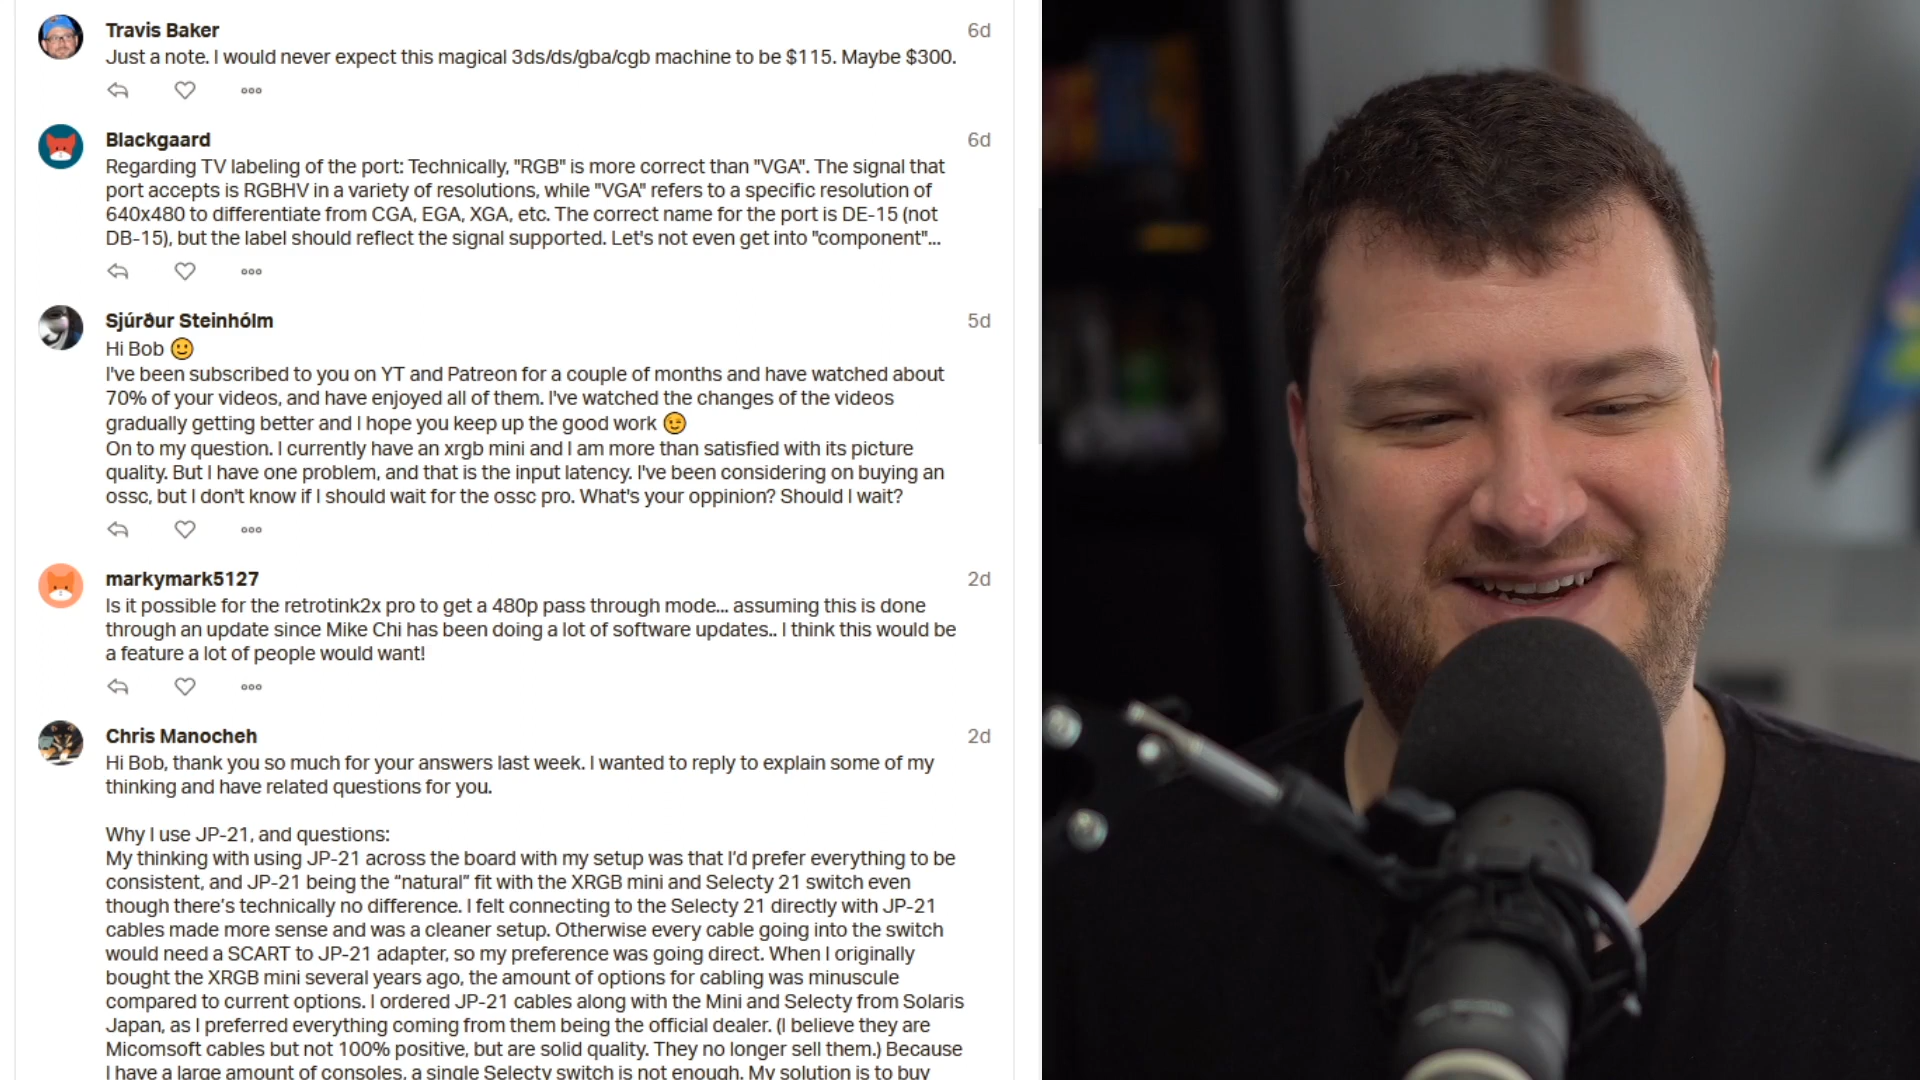 Travis Baker 6d
Just a note. I would never expect this magical 3ds/ds/gba/cgb machine to be $115. Maybe $300.
Blackgaard 6d
Regarding TV labeling of the port: Technically, "RGB" is more correct than "VGA". The signal that
port accepts is RGBHV in a variety of resolutions, while "VGA" refers to a specific resolution of
640x480 to differentiate from CGA, EGA, XGA, etc. The correct name for the port is DE-15 (not
DB-15), but the label should reflect the signal supported. Let's not even get into "component"...
Sjúrður Steinhólm 5d
Hi Bob 🙂
I've been subscribed to you on YT and Patreon for a couple of months and have watched about
70% of your videos, and have enjoyed all of them. I've watched the changes of the videos
gradually getting better and I hope you keep up the good work 😉
On to my question. I currently have an xrgb mini and I am more than satisfied with its picture
quality. But I have one problem, and that is the input latency. I've been considering on buying an
ossc, but I don't know if I should wait for the ossc pro. What's your oppinion? Should I wait?
markymark5127 2d
Is it possible for the retrotink2x pro to get a 480p pass through mode... assuming this is done
through an update since Mike Chi has been doing a lot of software updates.. I think this would be
a feature a lot of people would want!
Chris Manocheh 2d
Hi Bob, thank you so much for your answers last week. I wanted to reply to explain some of my
thinking and have related questions for you.
Why I use JP-21, and questions:
My thinking with using JP-21 across the board with my setup was that I'd prefer everything to be
consistent, and JP-21 being the “natural” fit with the XRGB mini and Selecty 21 switch even
though there's technically no difference. I felt connecting to the Selecty 21 directly with JP-21
cables made more sense and was a cleaner setup. Otherwise every cable going into the switch
would need a SCART to JP-21 adapter, so my preference was going direct. When I originally
bought the XRGB mini several years ago, the amount of options for cabling was minuscule
compared to current options. I ordered JP-21 cables along with the Mini and Selecty from Solaris
Japan, as I preferred everything coming from them being the official dealer. (I believe they are
Micomsoft cables but not 100% positive, but are solid quality. They no longer sell them.) Because
I have a large amount of consoles, a single Selecty switch is not enough. My solution is to buy